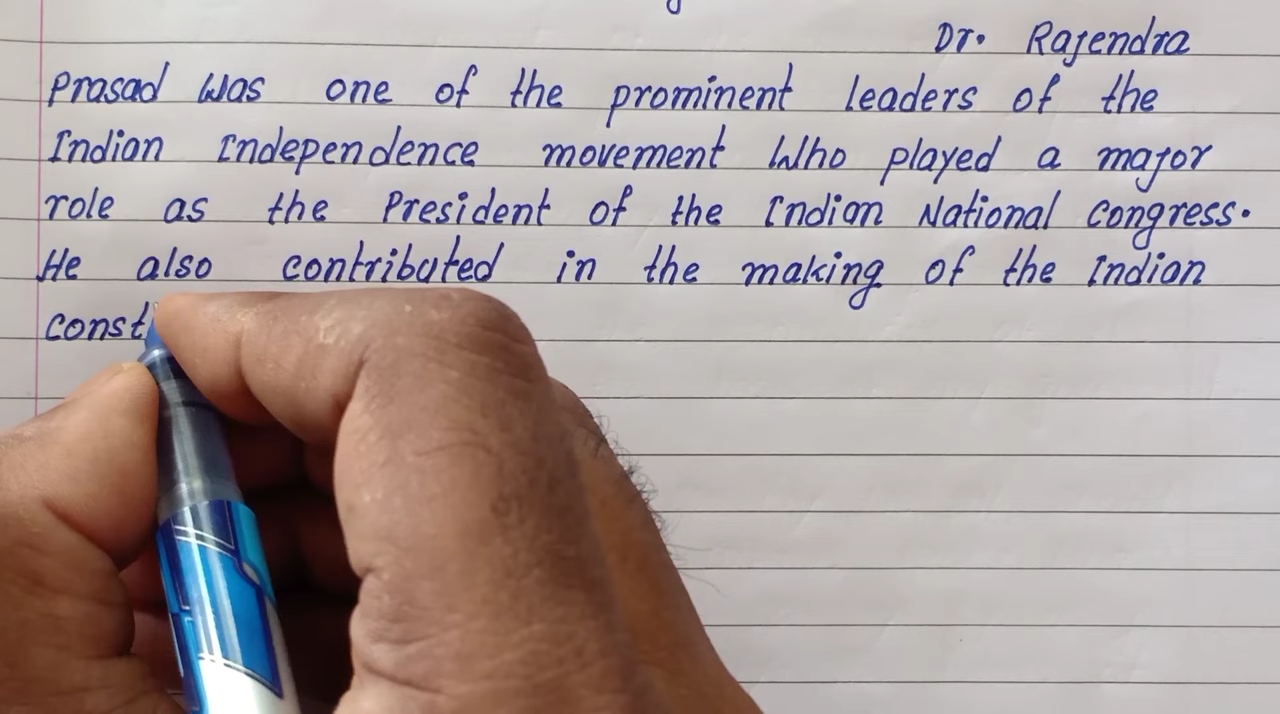 Dr. Rajendra
Prasad was one of the prominent leaders of the
Indian Independence movement who played a major
role as the President of the Indian National Congress.
He also contributed in the making of the Indian
const